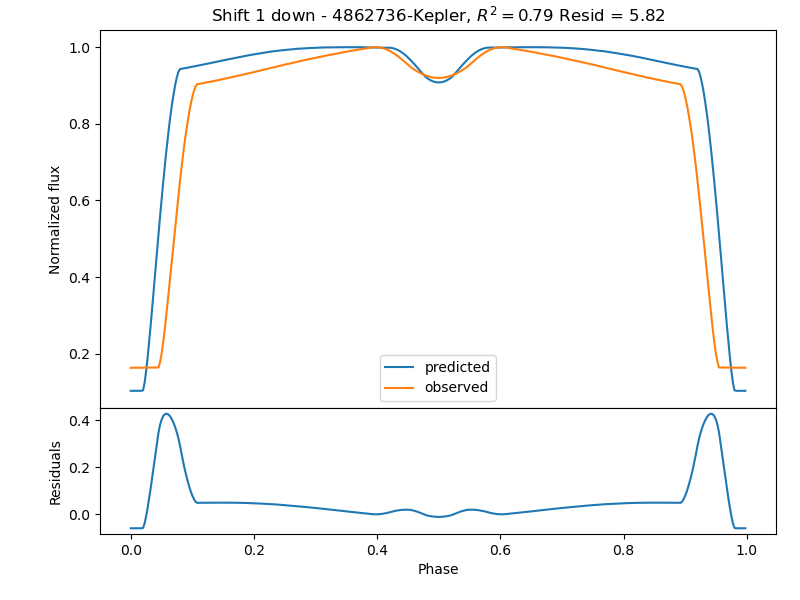 Shift 1 down - 4862736-Kepler, $R^2 = 0.79$ Resid = 5.82
Normalized flux
1.0
0.8
0.6
0.4
0.2
predicted
observed
Residuals
0.4
0.2
0.0
0.0 0.2 0.4 0.6 0.8 1.0
Phase